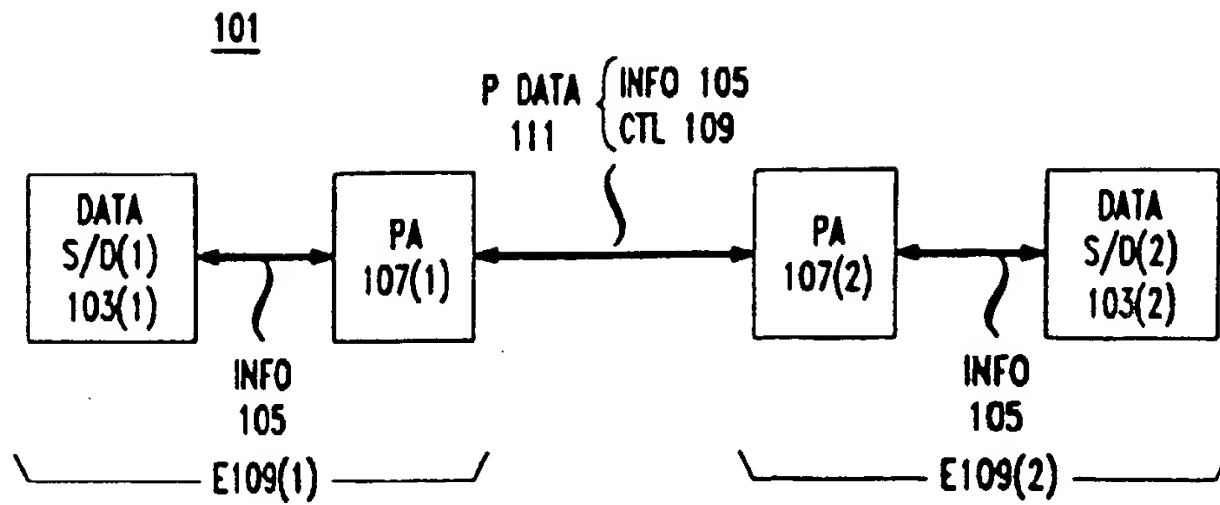 101
P DATA
111
INFO 105
CTL 109
DATA
S/D(1)
103(1)
PA
107(1)
PA
107(2)
DATA
S/D(2)
103(2)
INFO
105
INFO
105
E109(1)
E109(2)